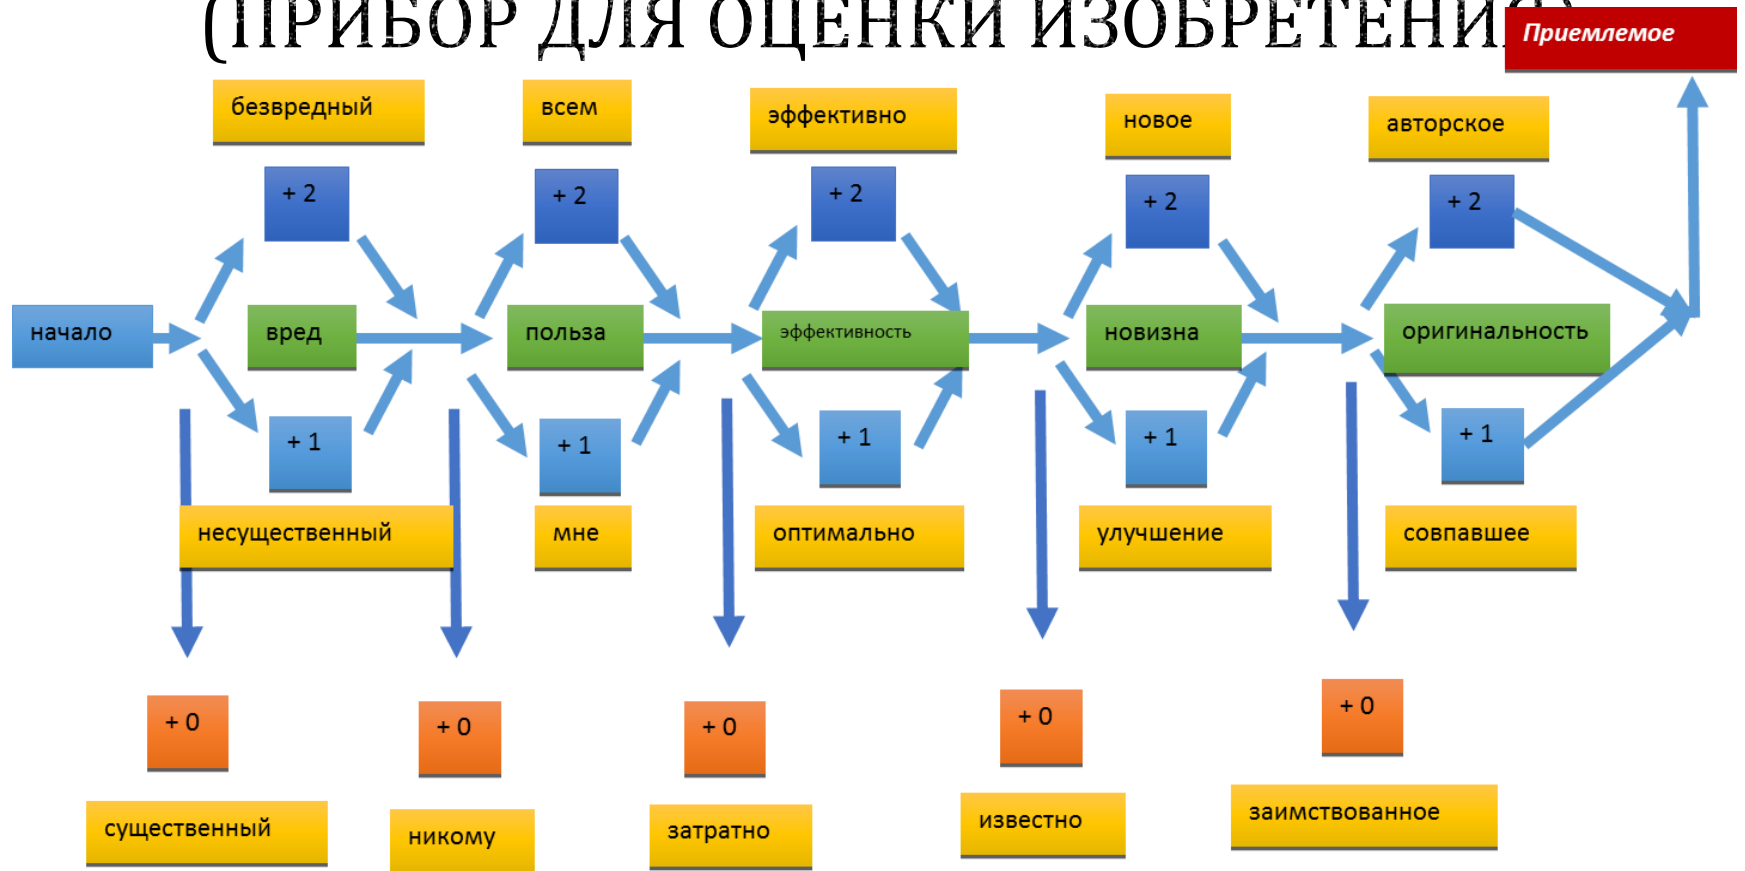 (ПРИБОР ДЛЯ ОЦЕНКИ ИЗОБРЕТЕНИЯ)
Приемлемое
безвредный
всем
эффективно
новое
авторское
+ 2
+ 2
+ 2
+ 2
+ 2
начало
вред
польза
эффективность
новизна
оригинальность
+ 1
+ 1
+ 1
+ 1
+ 1
несущественный
мне
оптимально
улучшение
совпавшее
+ 0
+ 0
+ 0
+ 0
+ 0
существенный
никому
затратно
известно
заимствованное